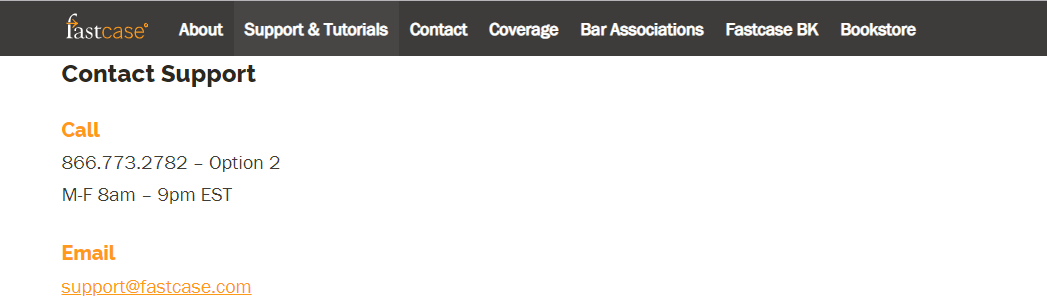 fastcase About Support & Tutorials Contact Coverage Bar Associations Fastcase BK Bookstore
Contact Support
Call
866.773.2782 – Option 2
M-F 8am – 9pm EST
Email
support@fastcase.com